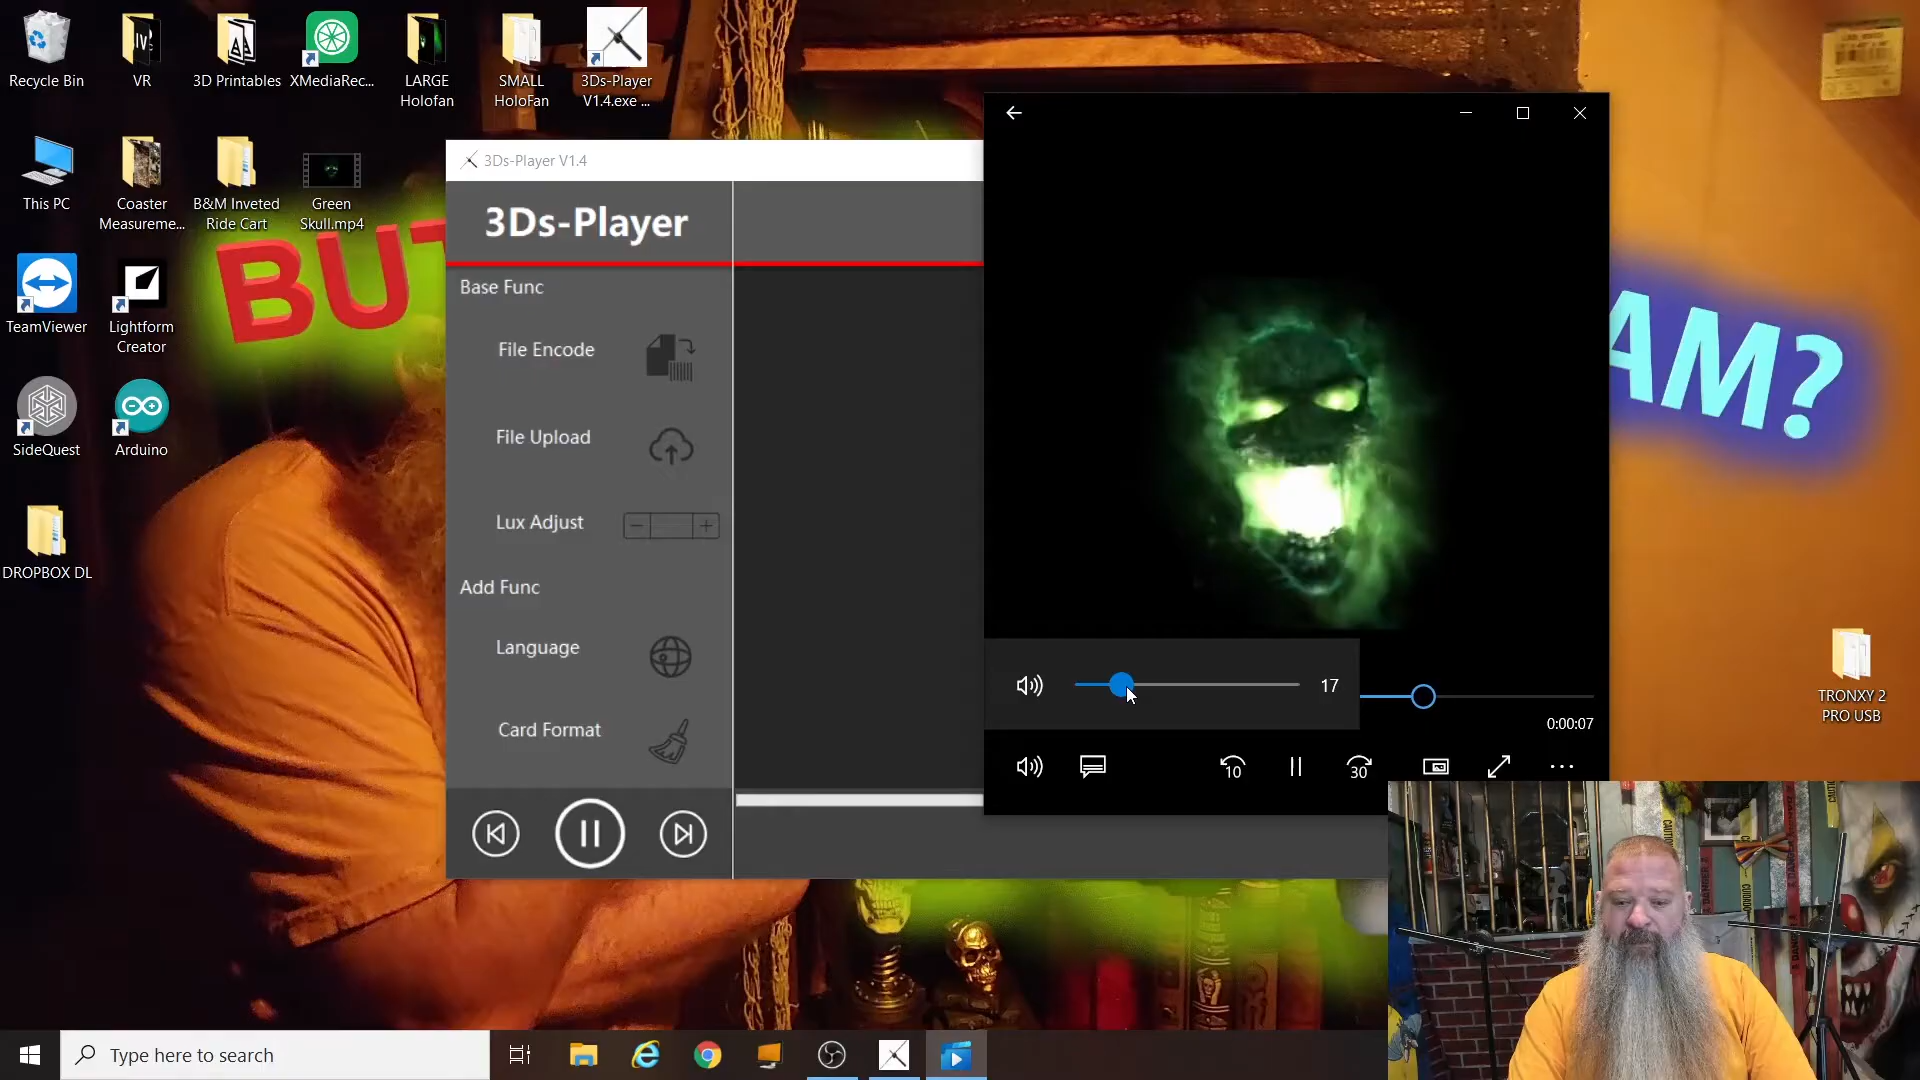 Recycle Bin
VR
3D Printables
XMediaRec...
LARGE
Holofan
SMALL
HoloFan
3Ds-Player
V1.4.exe ...
This PC
Coaster
Measureme...
B&M Inveted
Ride Cart
Green
Skull.mp4
TeamViewer
Lightform
Creator
SideQuest
Arduino
DROPBOX DL
TRONXY 2
PRO USB
BUT
AM?
3Ds-Player V1.4
3Ds-Player
Base Func
File Encode
File Upload
Lux Adjust
Add Func
Language
Card Format
17
0:00:07
10
30
Type here to search